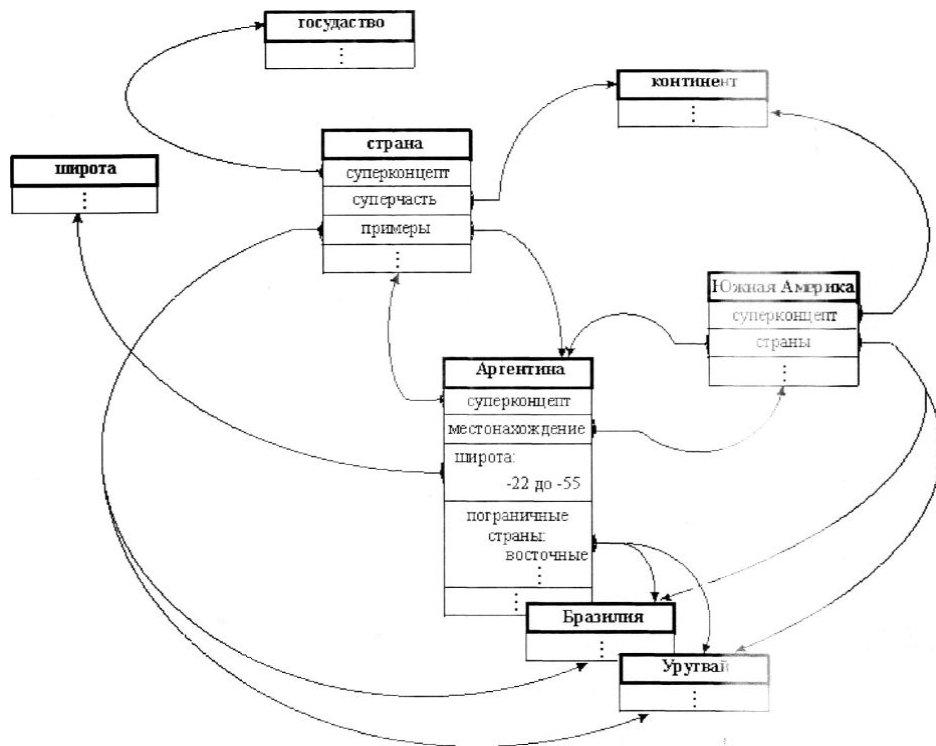 госудаство
⋮
континент
⋮
страна
суперконцепт
суперчасть
примеры
⋮
широта
⋮
Южная Америка
суперконцепт
страны
⋮
Аргентина
суперконцепт
местонахождение
широта:
-22 до -55
пограничные
страны:
восточные
⋮
⋮
Бразилия
⋮
Уругвай
⋮